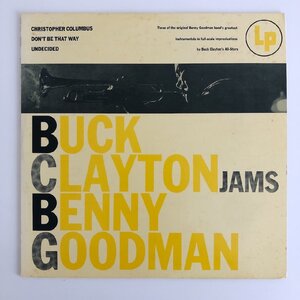 CHRISTOPHER COLUMBUS
DON'T BE THAT WAY
UNDECIDED
Three of the original Benny Goodman band's greatest
instrumentals in full-scale improvisations
by Buck Clayton's All-Stars
Lp
BUCK
CLAYTON JAMS
BENNY
GOODMAN